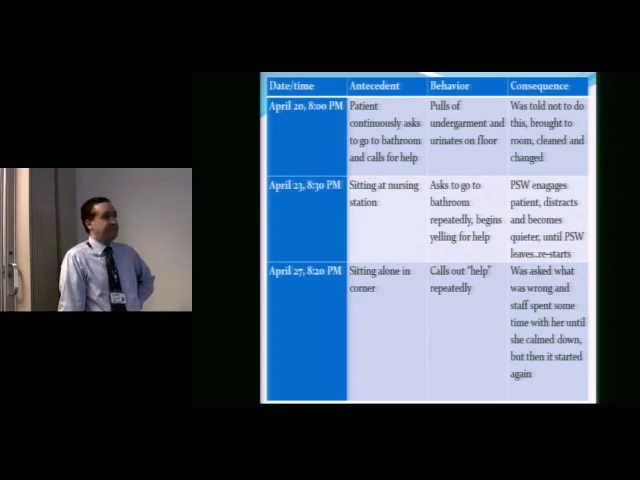 Date/time Antecedent Behavior Consequence
April 20, 8:00 PM
Patient
continuously asks
to go to bathroom
and calls for help
Pulls of
undergarment and
urinates on floor
Was told not to do
this, brought to
room, cleaned and
changed
April 23, 8:30 PM
Sitting at nursing
station
Asks to go to
bathroom
repeatedly, begins
yelling for help
PSW enagages
patient, distracts
and becomes
quieter, until PSW
leaves..re-starts
April 27, 8:20 PM
Sitting alone in
corner
Calls out "help"
repeatedly
Was asked what
was wrong and
staff spent some
time with her until
she calmed down,
but then it started
again